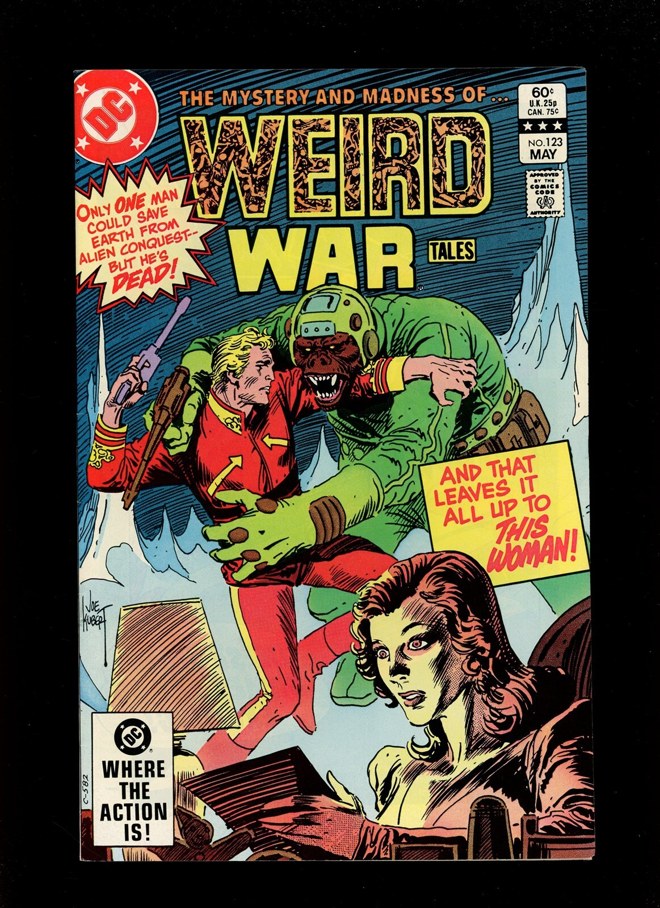 DC
THE MYSTERY AND MADNESS OF...
WEIRD
WAR
TALES
60¢
U.K. 25p
CAN. 75¢
NO. 123
MAY
APPROVED
BY THE
COMICS
CODE
AUTHORITY
ONLY ONE MAN
COULD SAVE
EARTH FROM
ALIEN CONQUEST--
BUT HE'S
DEAD!
7
AND THAT
LEAVES IT
ALL UP TO
THIS
WOMAN!
JOE
KUBERT
DC
WHERE
THE
ACTION
IS!
C-582